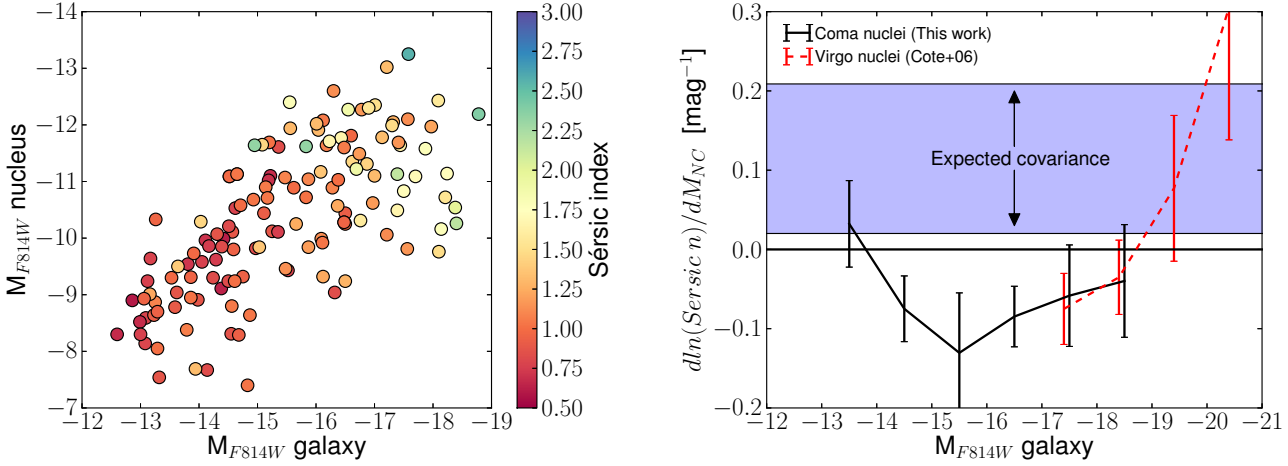 −14
−13
−12
−11
−10
−9
−8
−7
M_{F814W} nucleus
−12 −13 −14 −15 −16 −17 −18 −19
M_{F814W} galaxy
3.00
2.75
2.50
2.25
2.00
1.75
1.50
1.25
1.00
0.75
0.50
Sérsic index
0.3
0.2
0.1
0.0
−0.1
−0.2
dln(Sersic n)/dM_{NC} [mag^{−1}]
Coma nuclei (This work)
Virgo nuclei (Cote+06)
Expected covariance
−12 −13 −14 −15 −16 −17 −18 −19 −20 −21
M_{F814W} galaxy